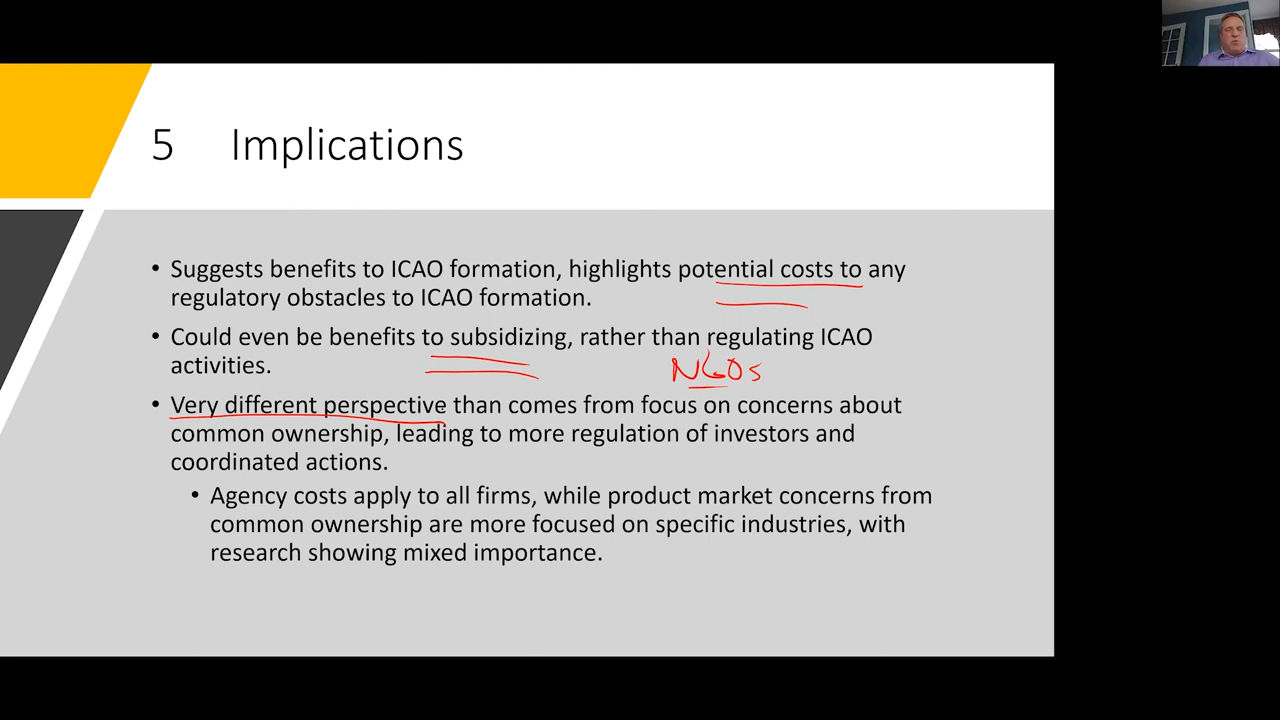 5 Implications
• Suggests benefits to ICAO formation, highlights potential costs to any
regulatory obstacles to ICAO formation.
• Could even be benefits to subsidizing, rather than regulating ICAO
activities.
NGOs
• Very different perspective than comes from focus on concerns about
common ownership, leading to more regulation of investors and
coordinated actions.
• Agency costs apply to all firms, while product market concerns from
common ownership are more focused on specific industries, with
research showing mixed importance.